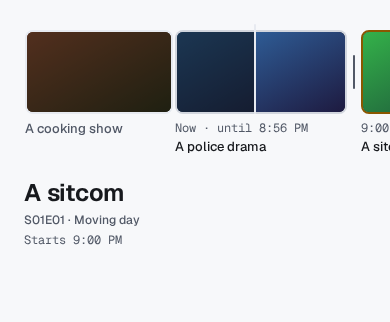 A cooking show
Now · until 8:56 PM
A police drama
9:00
A sitcom
S01E01 · Moving day
Starts 9:00 PM